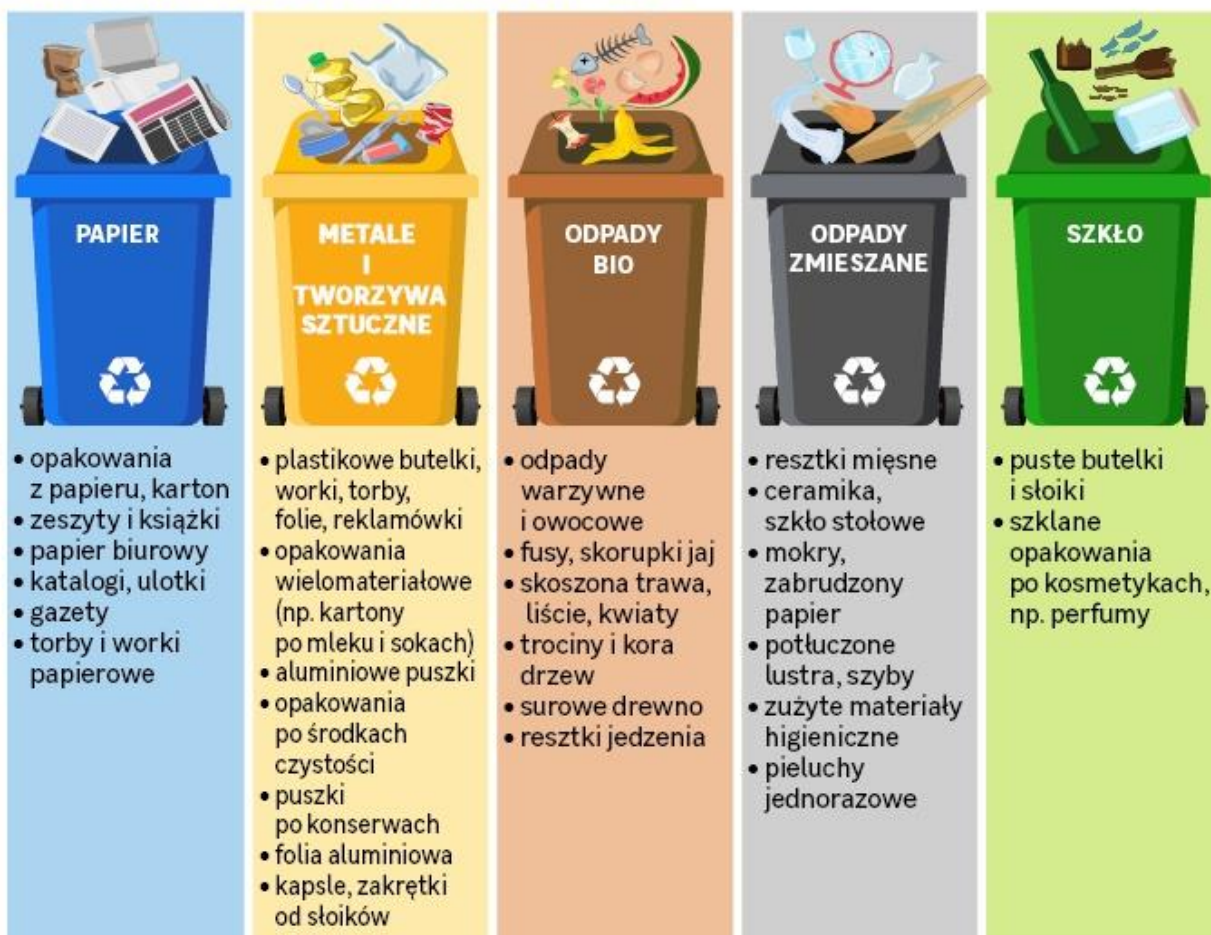 PAPIER
• opakowania
z papieru, karton
• zeszyty i książki
• papier biurowy
• katalogi, ulotki
• gazety
• torby i worki
papierowe
METALE
I
TWORZYWA
SZTUCZNE
• plastikowe butelki,
worki, torby,
folie, reklamówki
• opakowania
wielomateriałowe
(np. kartony
po mleku i sokach)
• aluminiowe puszki
• opakowania
po środkach
czystości
• puszki
po konserwach
• folia aluminiowa
• kapsle, zakrętki
od słoików
ODPADY
BIO
• odpady
warzywne
i owocowe
• fusy, skorupki jaj
• skoszona trawa,
liście, kwiaty
• trociny i kora
drzew
• surowe drewno
• resztki jedzenia
ODPADY
ZMIESZANE
• resztki mięsne
• ceramika,
szkło stołowe
• mokry,
zabrudzony
papier
• potłuczone
lustra, szyby
• zużyte materiały
higieniczne
• pieluchy
jednorazowe
SZKŁO
• puste butelki
i słoiki
• szklane
opakowania
po kosmetykach,
np. perfumy